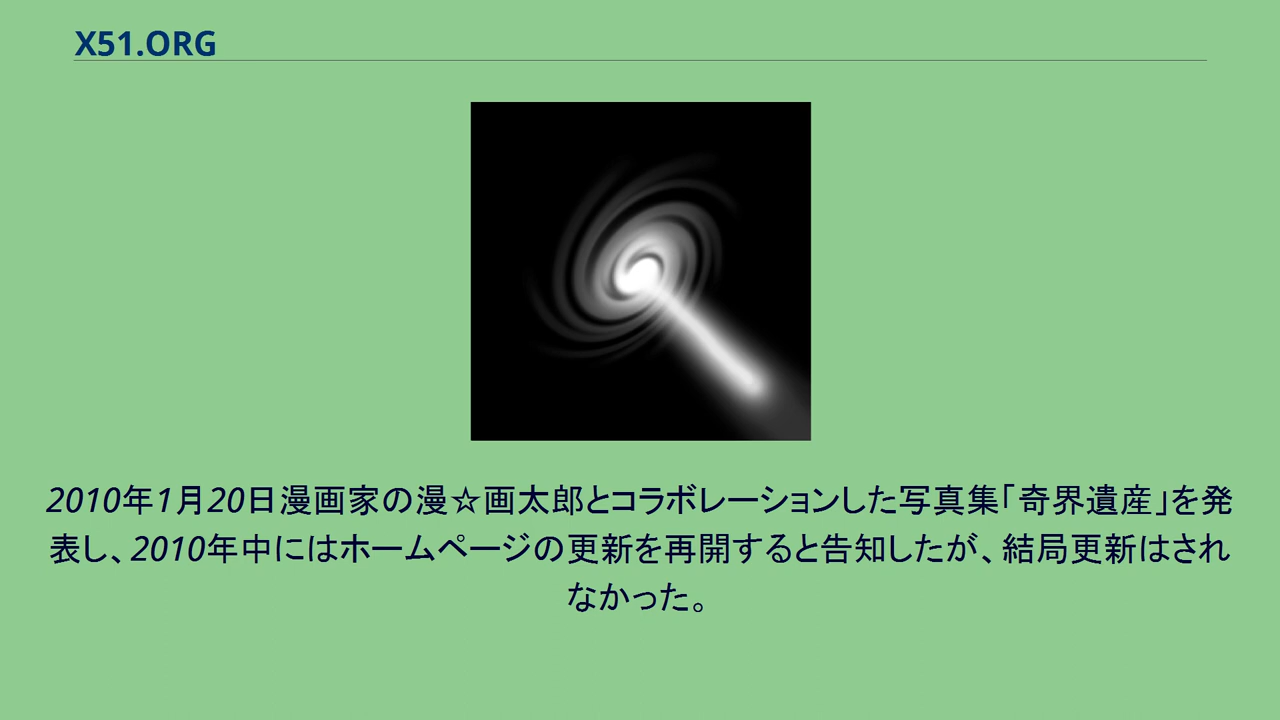 X51.ORG
2010年1月20日漫画家の漫☆画太郎とコラボレーションした写真集「奇界遺産」を発
表し、2010年中にはホームページの更新を再開すると告知したが、結局更新はされ
なかった。